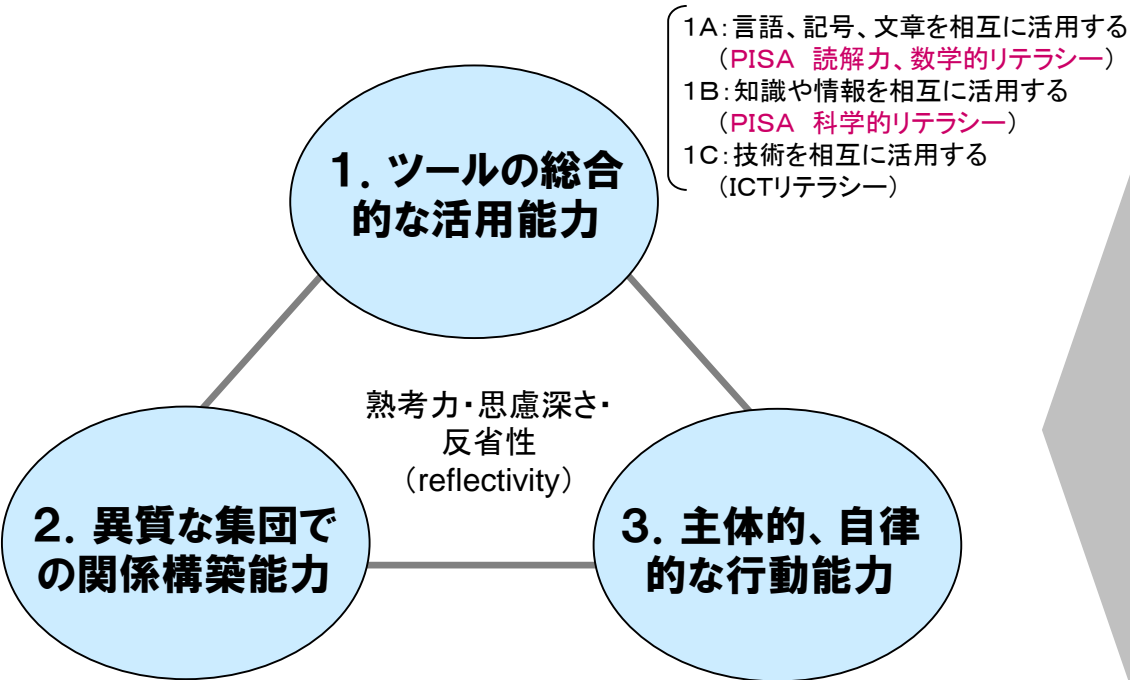 1A:言語、記号、文章を相互に活用する
(PISA 読解力、数学的リテラシー)
1B:知識や情報を相互に活用する
(PISA 科学的リテラシー)
1C:技術を相互に活用する
(ICTリテラシー)
1. ツールの総合
的な活用能力
熟考力・思慮深さ・
反省性
(reflectivity)
2. 異質な集団で
の関係構築能力
3. 主体的、自律
的な行動能力